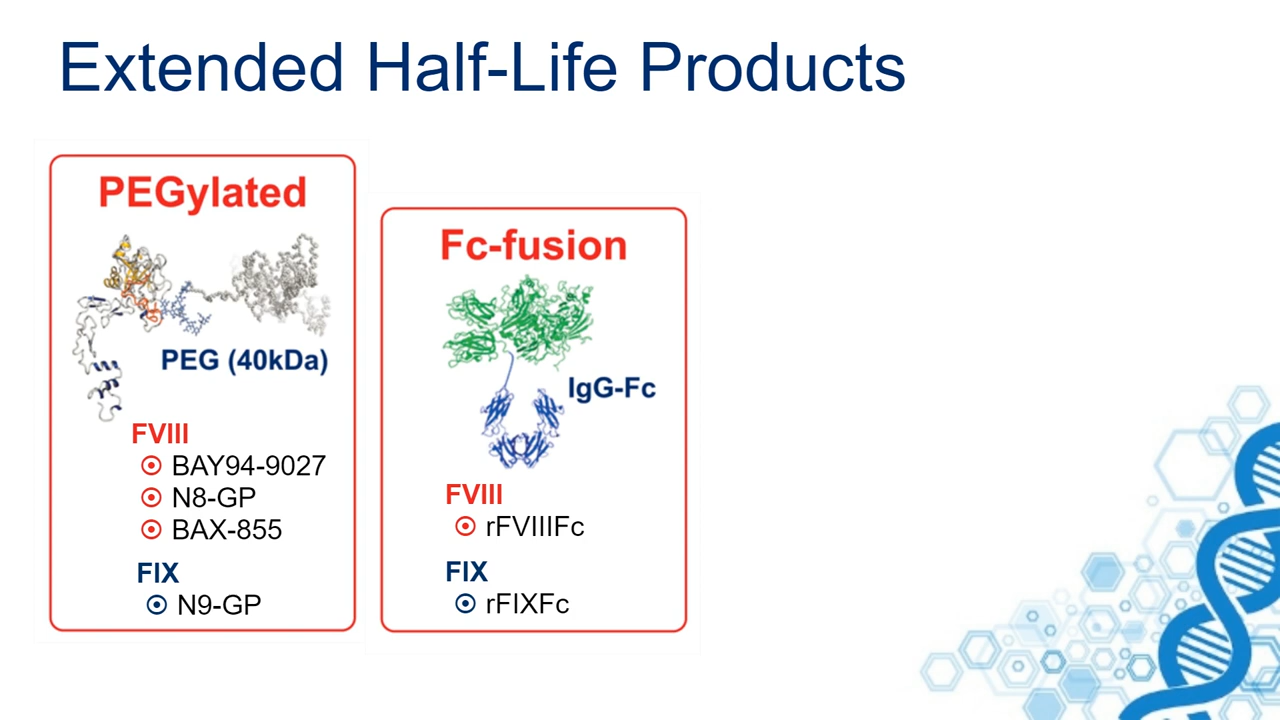 Extended Half-Life Products
PEGylated
PEG (40kDa)
FVIII
BAY94-9027
N8-GP
BAX-855
FIX
N9-GP
Fc-fusion
IgG-Fc
FVIII
rFVIIIFc
FIX
rFIXFc